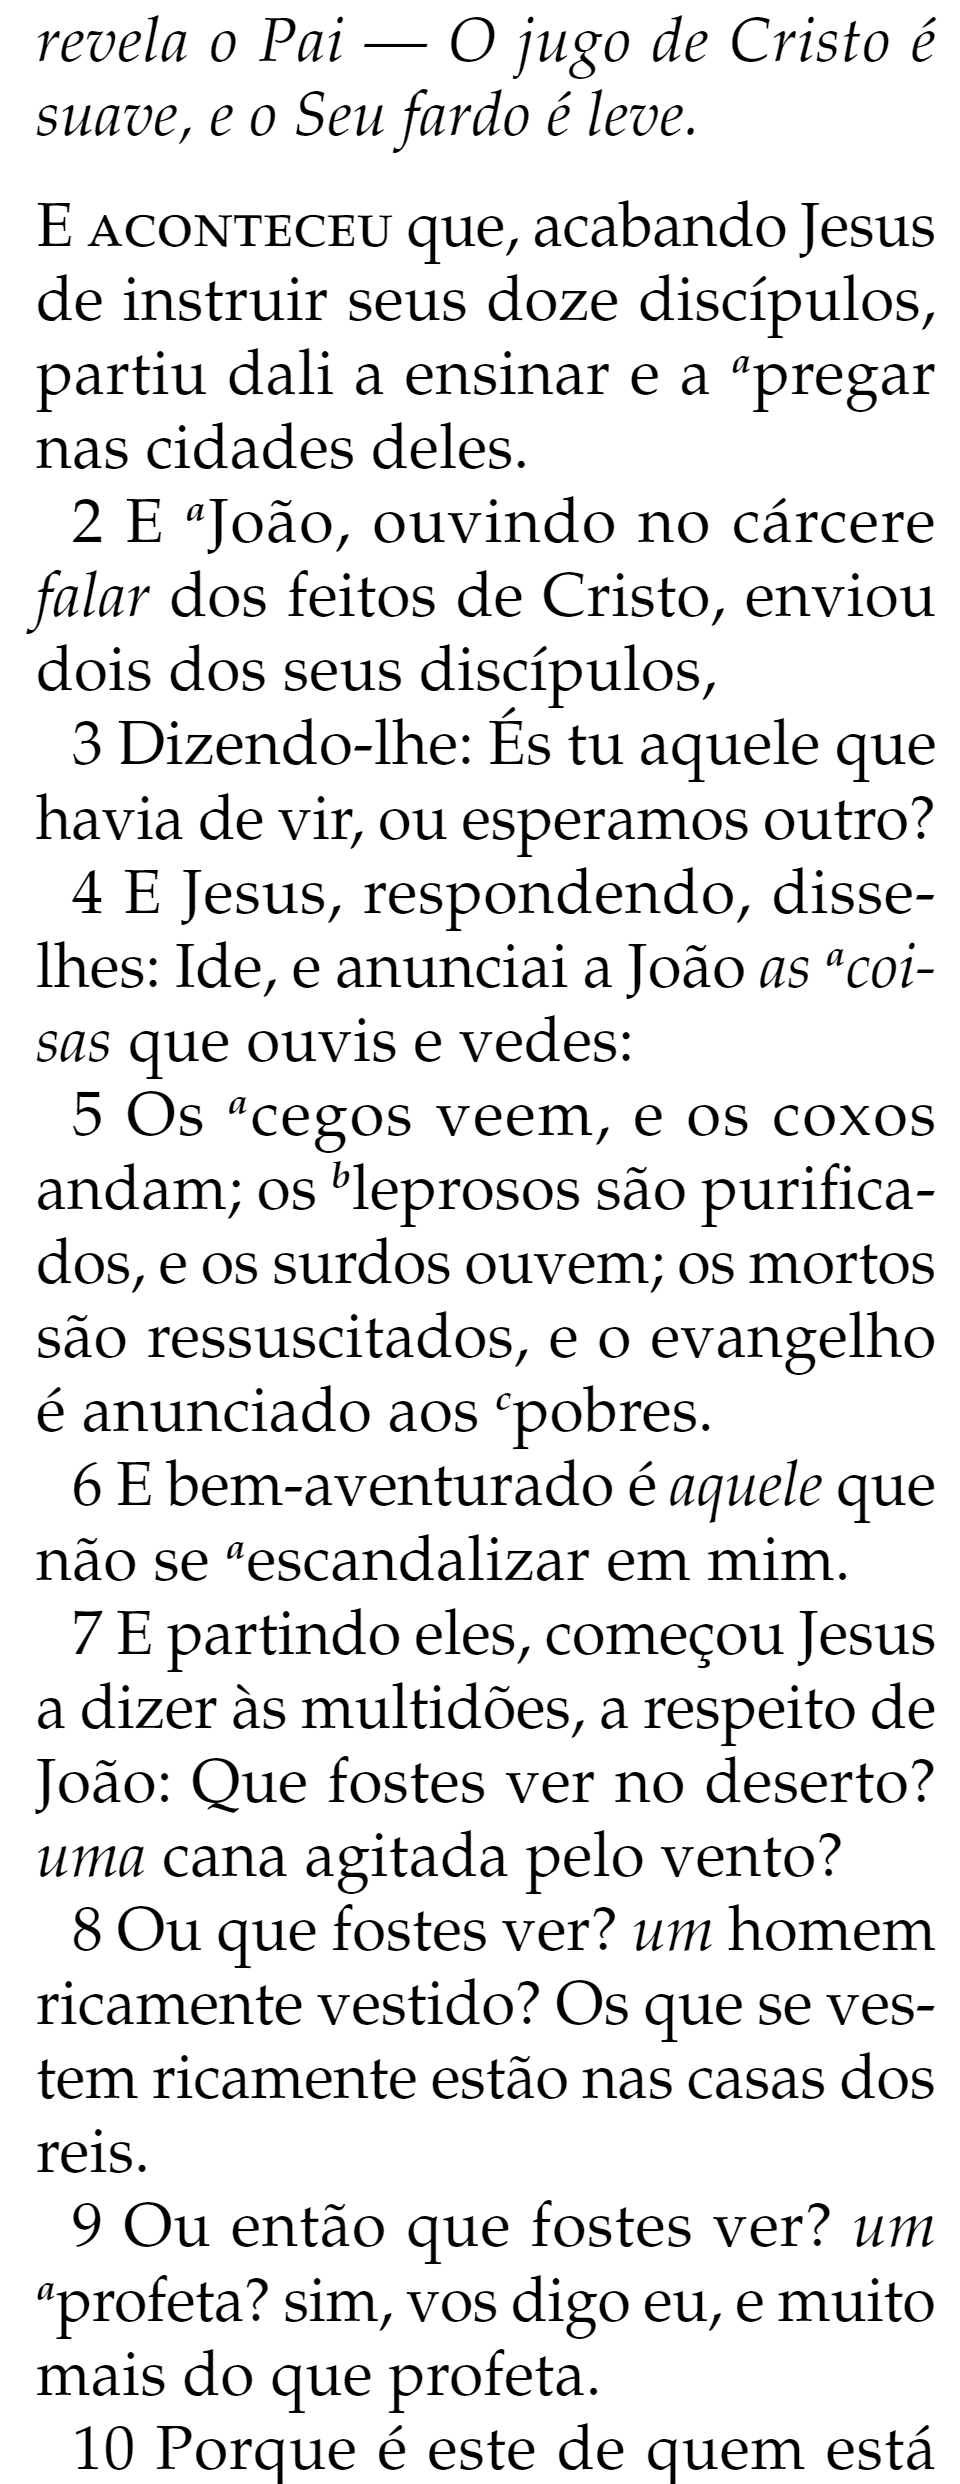 revela o Pai — O jugo de Cristo é
suave, e o Seu fardo é leve.
E ACONTECEU que, acabando Jesus
de instruir seus doze discípulos,
partiu dali a ensinar e a ᵃpregar
nas cidades deles.
2 E ᵃJoão, ouvindo no cárcere
falar dos feitos de Cristo, enviou
dois dos seus discípulos,
3 Dizendo-lhe: És tu aquele que
havia de vir, ou esperamos outro?
4 E Jesus, respondendo, disse-
lhes: Ide, e anunciai a João as ᵃcoi-
sas que ouvis e vedes:
5 Os ᵃcegos veem, e os coxos
andam; os ᵇleprosos são purifica-
dos, e os surdos ouvem; os mortos
são ressuscitados, e o evangelho
é anunciado aos ᶜpobres.
6 E bem-aventurado é aquele que
não se ᵃescandalizar em mim.
7 E partindo eles, começou Jesus
a dizer às multidões, a respeito de
João: Que fostes ver no deserto?
uma cana agitada pelo vento?
8 Ou que fostes ver? um homem
ricamente vestido? Os que se ves-
tem ricamente estão nas casas dos
reis.
9 Ou então que fostes ver? um
ᵃprofeta? sim, vos digo eu, e muito
mais do que profeta.
10 Porque é este de quem está